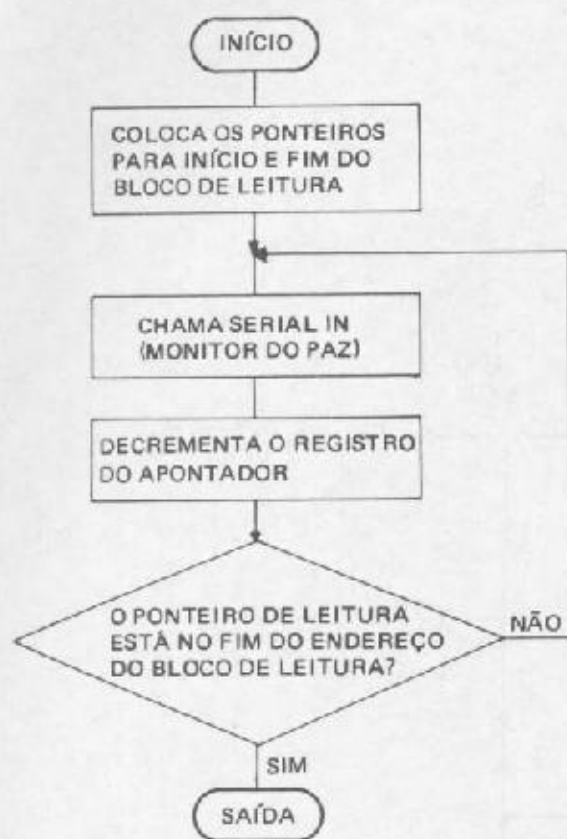 INÍCIO
COLOCA OS PONTEIROS
PARA INÍCIO E FIM DO
BLOCO DE LEITURA
CHAMA SERIAL IN
(MONITOR DO PAZ)
DECREMENTA O REGISTRO
DO APONTADOR
O PONTEIRO DE LEITURA
ESTÁ NO FIM DO ENDEREÇO
DO BLOCO DE LEITURA?
NÃO
SIM
SAÍDA